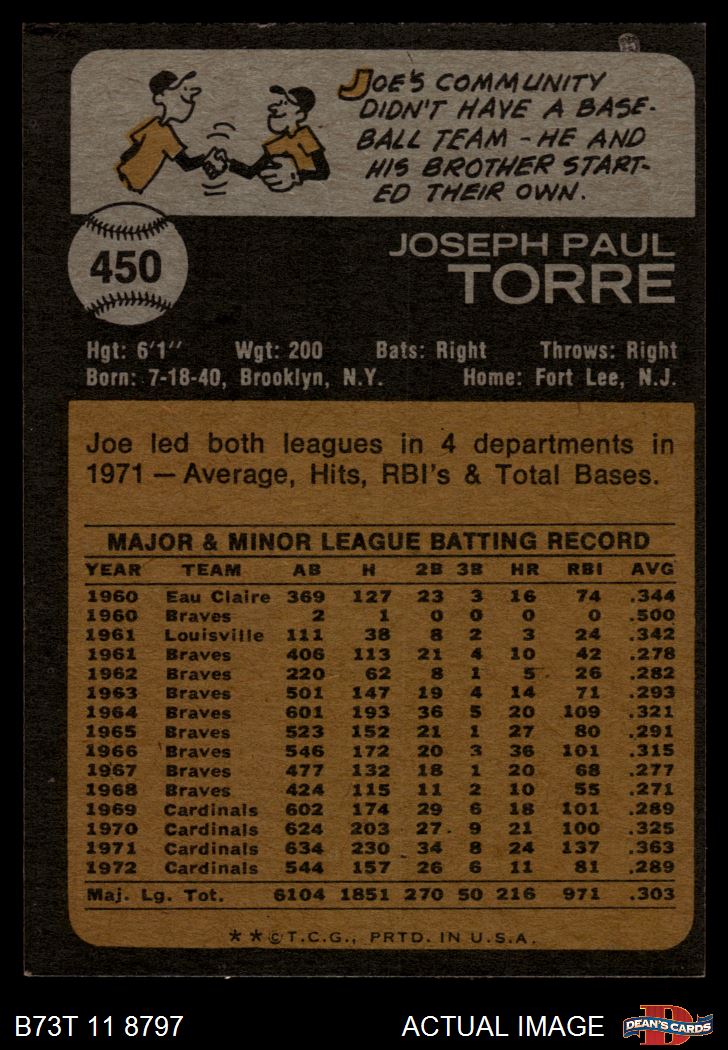 JOE'S COMMUNITY
DIDN'T HAVE A BASE-
BALL TEAM - HE AND
HIS BROTHER START-
ED THEIR OWN.
450
JOSEPH PAUL
TORRE
Hgt: 6'1" Wgt: 200 Bats: Right Throws: Right
Born: 7-18-40, Brooklyn, N.Y. Home: Fort Lee, N.J.
Joe led both leagues in 4 departments in
1971 — Average, Hits, RBI's & Total Bases.
MAJOR & MINOR LEAGUE BATTING RECORD
YEAR TEAM AB H 2B 3B HR RBI AVG
1960 Eau Claire 369 127 23 3 16 74 .344
1960 Braves 2 1 0 0 0 0 .500
1961 Louisville 111 38 8 2 3 24 .342
1961 Braves 406 113 21 4 10 42 .278
1962 Braves 220 62 8 1 5 26 .282
1963 Braves 501 147 19 4 14 71 .293
1964 Braves 601 193 36 5 20 109 .321
1965 Braves 523 152 21 1 27 80 .291
1966 Braves 546 172 20 3 36 101 .315
1967 Braves 477 132 18 1 20 68 .277
1968 Braves 424 115 11 2 10 55 .271
1969 Cardinals 602 174 29 6 18 101 .289
1970 Cardinals 624 203 27 9 21 100 .325
1971 Cardinals 634 230 34 8 24 137 .363
1972 Cardinals 544 157 26 6 11 81 .289
Maj. Lg. Tot. 6104 1851 270 50 216 971 .303
**©T.C.G., PRTD. IN U.S.A.
B73T 11 8797 ACTUAL IMAGE
D
DEAN'S CARDS